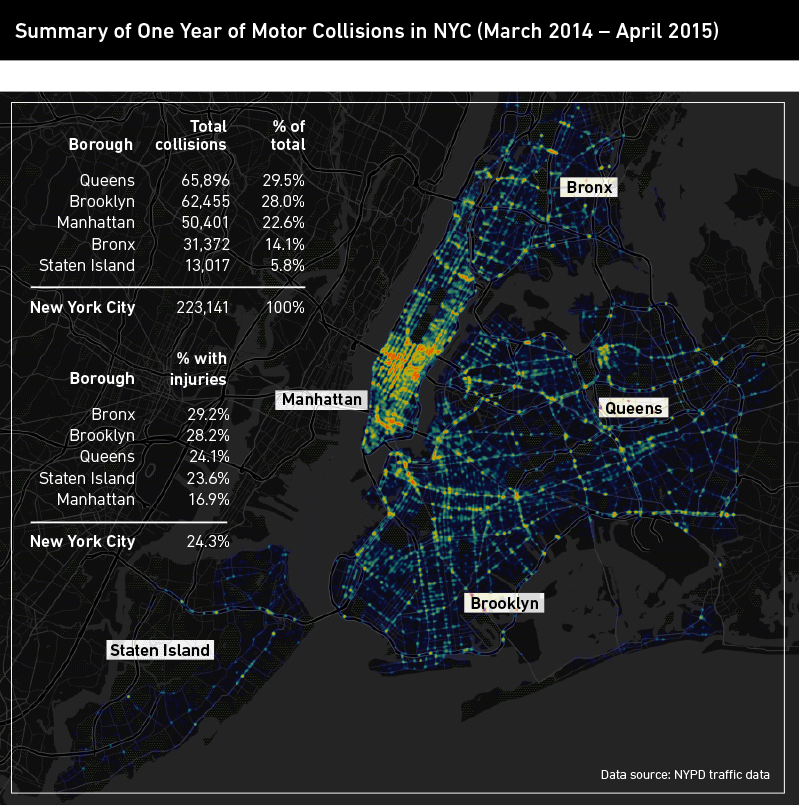 Summary of One Year of Motor Collisions in NYC (March 2014 – April 2015)
Borough Total collisions % of total
Queens 65,896 29.5%
Brooklyn 62,455 28.0%
Manhattan 50,401 22.6%
Bronx 31,372 14.1%
Staten Island 13,017 5.8%
New York City 223,141 100%
Borough % with injuries
Bronx 29.2%
Brooklyn 28.2%
Queens 24.1%
Staten Island 23.6%
Manhattan 16.9%
New York City 24.3%
Bronx
Manhattan
Queens
Brooklyn
Staten Island
Data source: NYPD traffic data